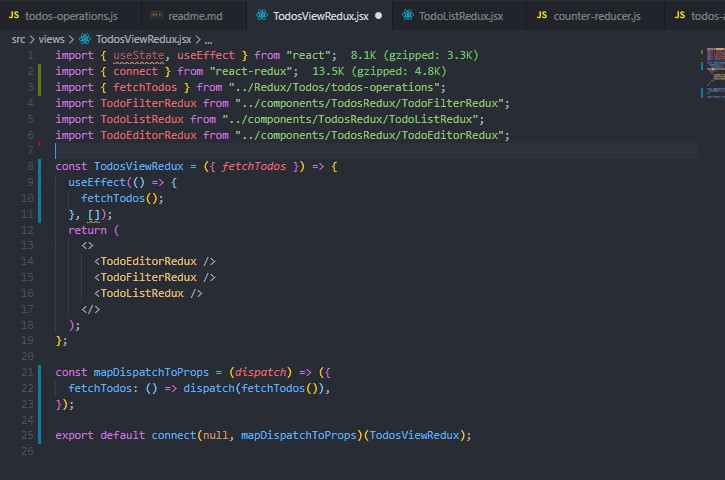 JS todos-operations.js readme.md TodosViewRedux.jsx TodoListRedux.jsx JS counter-reducer.js JS todos-
src > views > TodosViewRedux.jsx > ...
1 import { useState, useEffect } from "react"; 8.1K (gzipped: 3.3K)
2 import { connect } from "react-redux"; 13.5K (gzipped: 4.8K)
3 import { fetchTodos } from "../Redux/Todos/todos-operations";
4 import TodoFilterRedux from "../components/TodosRedux/TodoFilterRedux";
5 import TodoListRedux from "../components/TodosRedux/TodoListRedux";
6 import TodoEditorRedux from "../components/TodosRedux/TodoEditorRedux";
7
8 const TodosViewRedux = ({ fetchTodos }) => {
9   useEffect(() => {
10     fetchTodos();
11   }, []);
12   return (
13     <>
14       <TodoEditorRedux />
15       <TodoFilterRedux />
16       <TodoListRedux />
17     </>
18   );
19 };
20
21 const mapDispatchToProps = (dispatch) => ({
22   fetchTodos: () => dispatch(fetchTodos()),
23 });
24
25 export default connect(null, mapDispatchToProps)(TodosViewRedux);
26